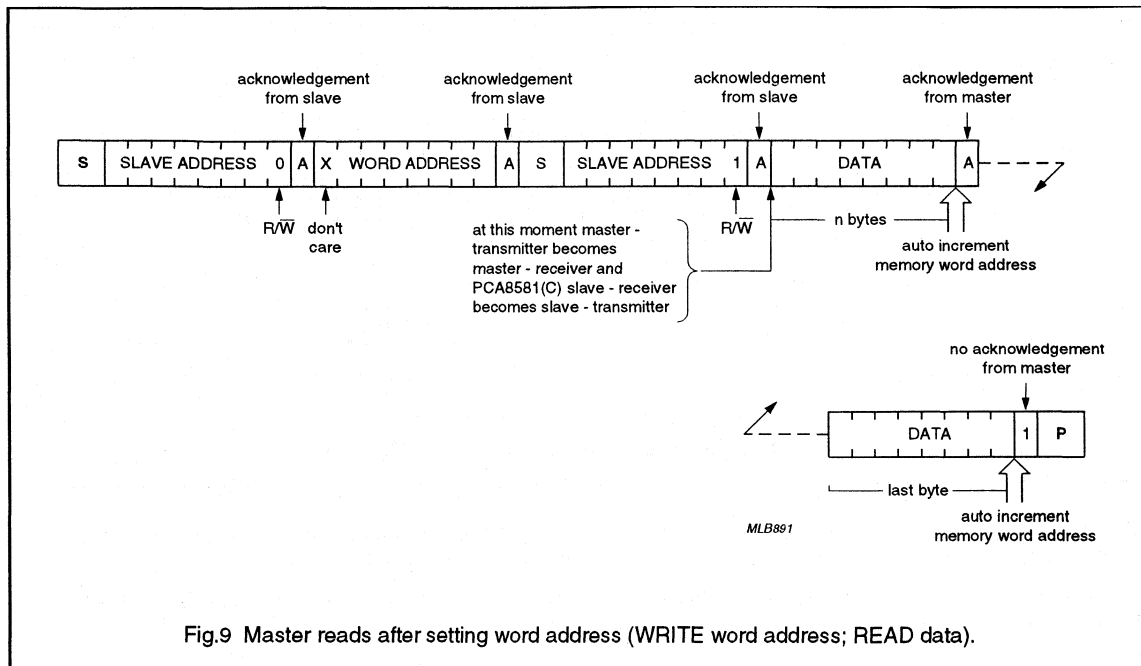 acknowledgement
from slave
acknowledgement
from slave
acknowledgement
from slave
acknowledgement
from master
S SLAVE ADDRESS 0 A X WORD ADDRESS A S SLAVE ADDRESS 1 A DATA A
R/W̅
don't
care
at this moment master -
transmitter becomes
master - receiver and
PCA8581(C) slave - receiver
becomes slave - transmitter
R/W̅
n bytes
auto increment
memory word address
no acknowledgement
from master
DATA 1 P
last byte
auto increment
memory word address
MLB891
Fig.9 Master reads after setting word address (WRITE word address; READ data).